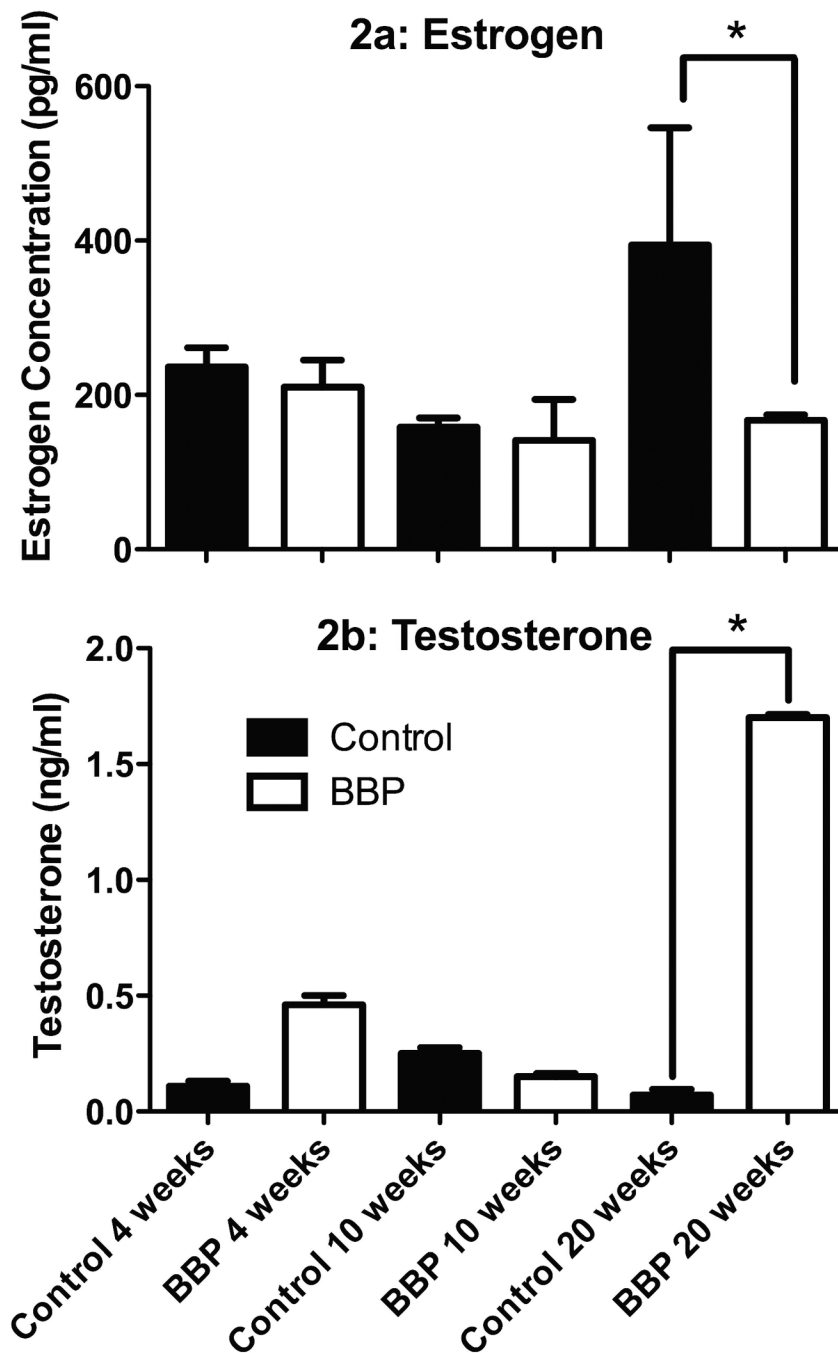 2a: Estrogen
*
Estrogen Concentration (pg/ml)
600
400
200
0
2b: Testosterone
*
Testosterone (ng/ml)
2.0
1.5
1.0
0.5
0.0
Control
BBP
Control 4 weeks
BBP 4 weeks
Control 10 weeks
BBP 10 weeks
Control 20 weeks
BBP 20 weeks